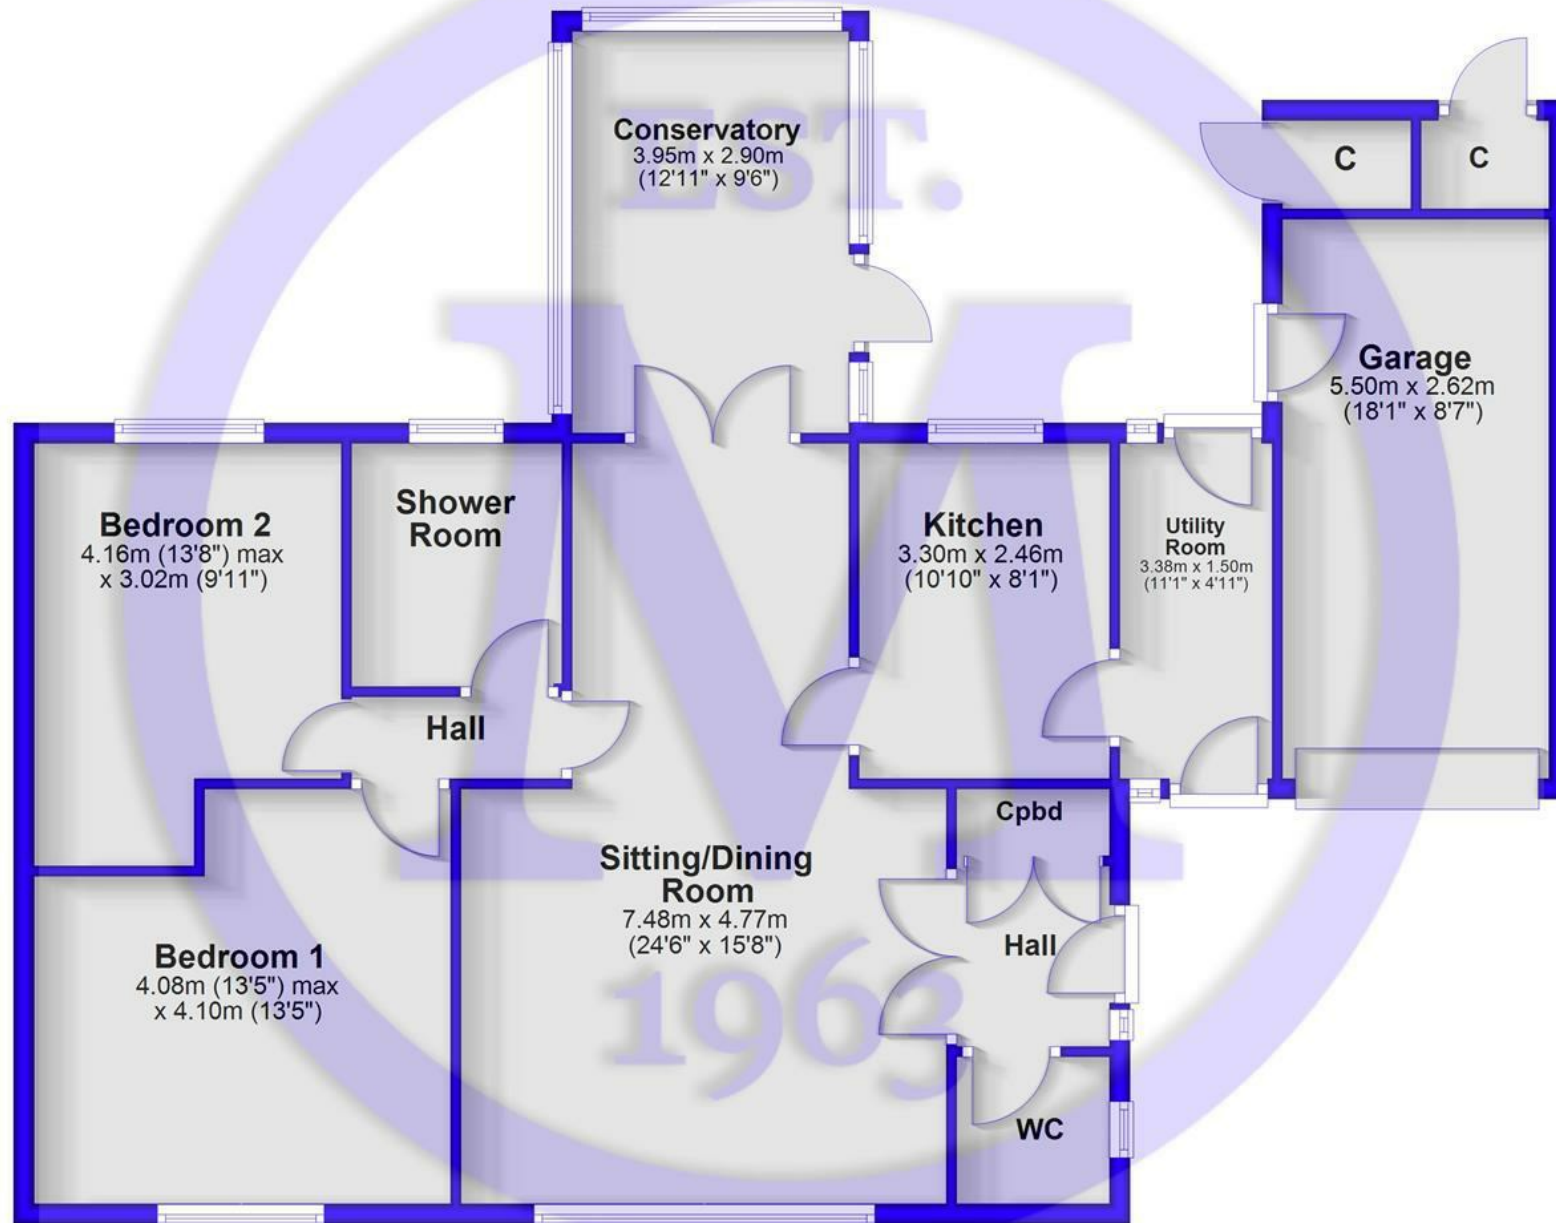 EST.
Conservatory
3.95m x 2.90m
(12'11" x 9'6")
C
C
Garage
5.50m x 2.62m
(18'1" x 8'7")
Bedroom 2
4.16m (13'8") max
x 3.02m (9'11")
Shower
Room
Kitchen
3.30m x 2.46m
(10'10" x 8'1")
Utility
Room
3.38m x 1.50m
(11'1" x 4'11")
Hall
M
Cpbd
Sitting/Dining
Room
7.48m x 4.77m
(24'6" x 15'8")
Hall
Bedroom 1
4.08m (13'5") max
x 4.10m (13'5")
1963
WC